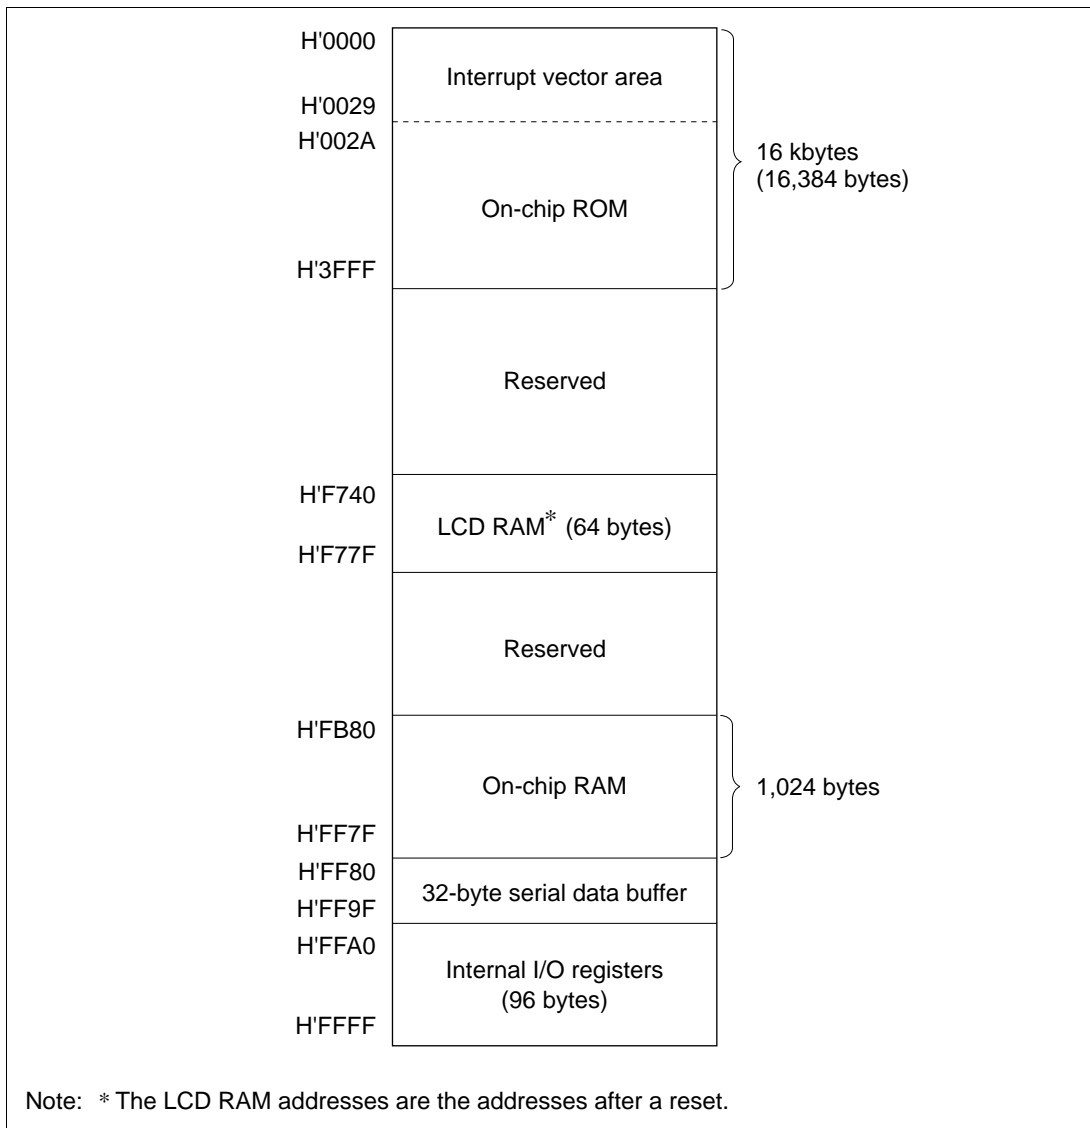 H'0000
Interrupt vector area
H'0029
H'002A
16 kbytes
(16,384 bytes)
On-chip ROM
H'3FFF
Reserved
H'F740
LCD RAM* (64 bytes)
H'F77F
Reserved
H'FB80
On-chip RAM
1,024 bytes
H'FF7F
H'FF80
32-byte serial data buffer
H'FF9F
H'FFA0
Internal I/O registers
(96 bytes)
H'FFFF
Note: * The LCD RAM addresses are the addresses after a reset.